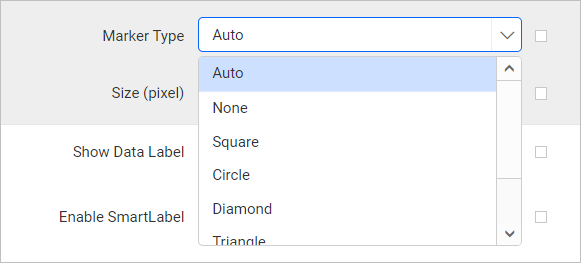 Marker Type Auto
Auto
Size (pixel)
None
Square
Show Data Label
Circle
Diamond
Enable SmartLabel
Triangle